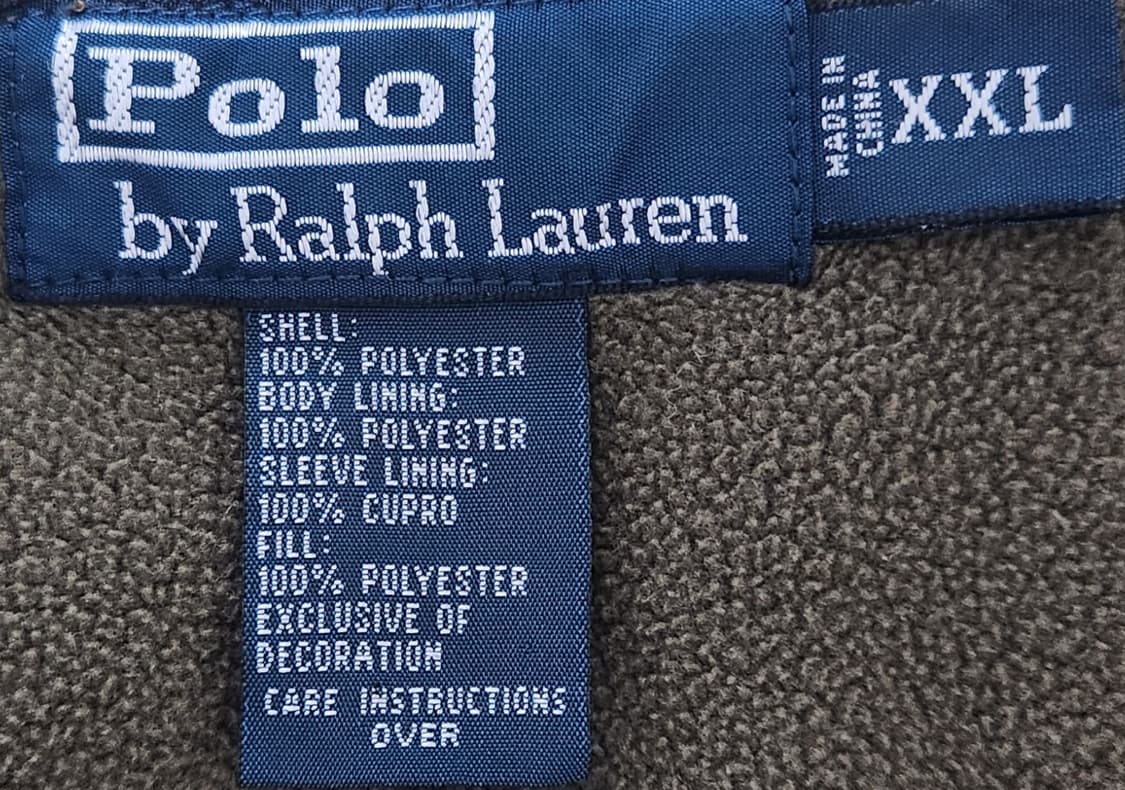 Polo
by Ralph Lauren
MADE IN
CHINA
XXL
SHELL:
100% POLYESTER
BODY LINING:
100% POLYESTER
SLEEVE LINING:
100% CUPRO
FILL:
100% POLYESTER
EXCLUSIVE OF
DECORATION
CARE INSTRUCTIONS
OVER